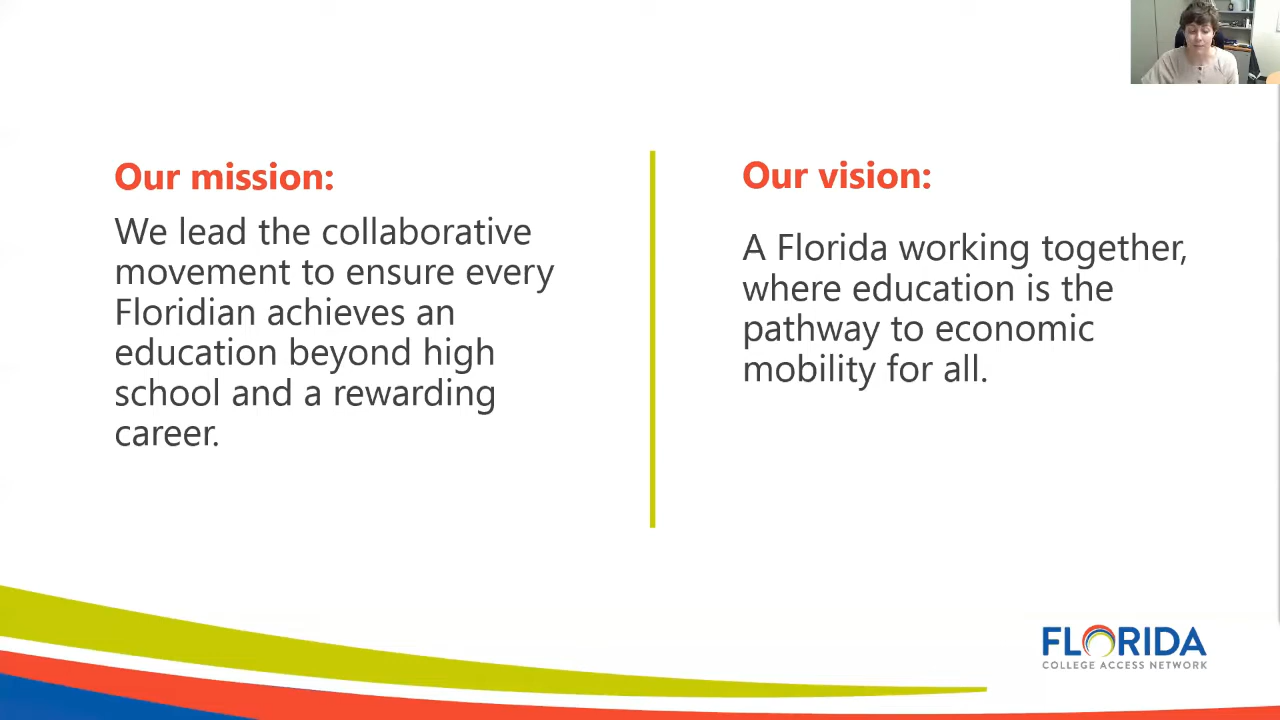 Our mission:
We lead the collaborative
movement to ensure every
Floridian achieves an
education beyond high
school and a rewarding
career.
Our vision:
A Florida working together,
where education is the
pathway to economic
mobility for all.
FLORIDA
COLLEGE ACCESS NETWORK